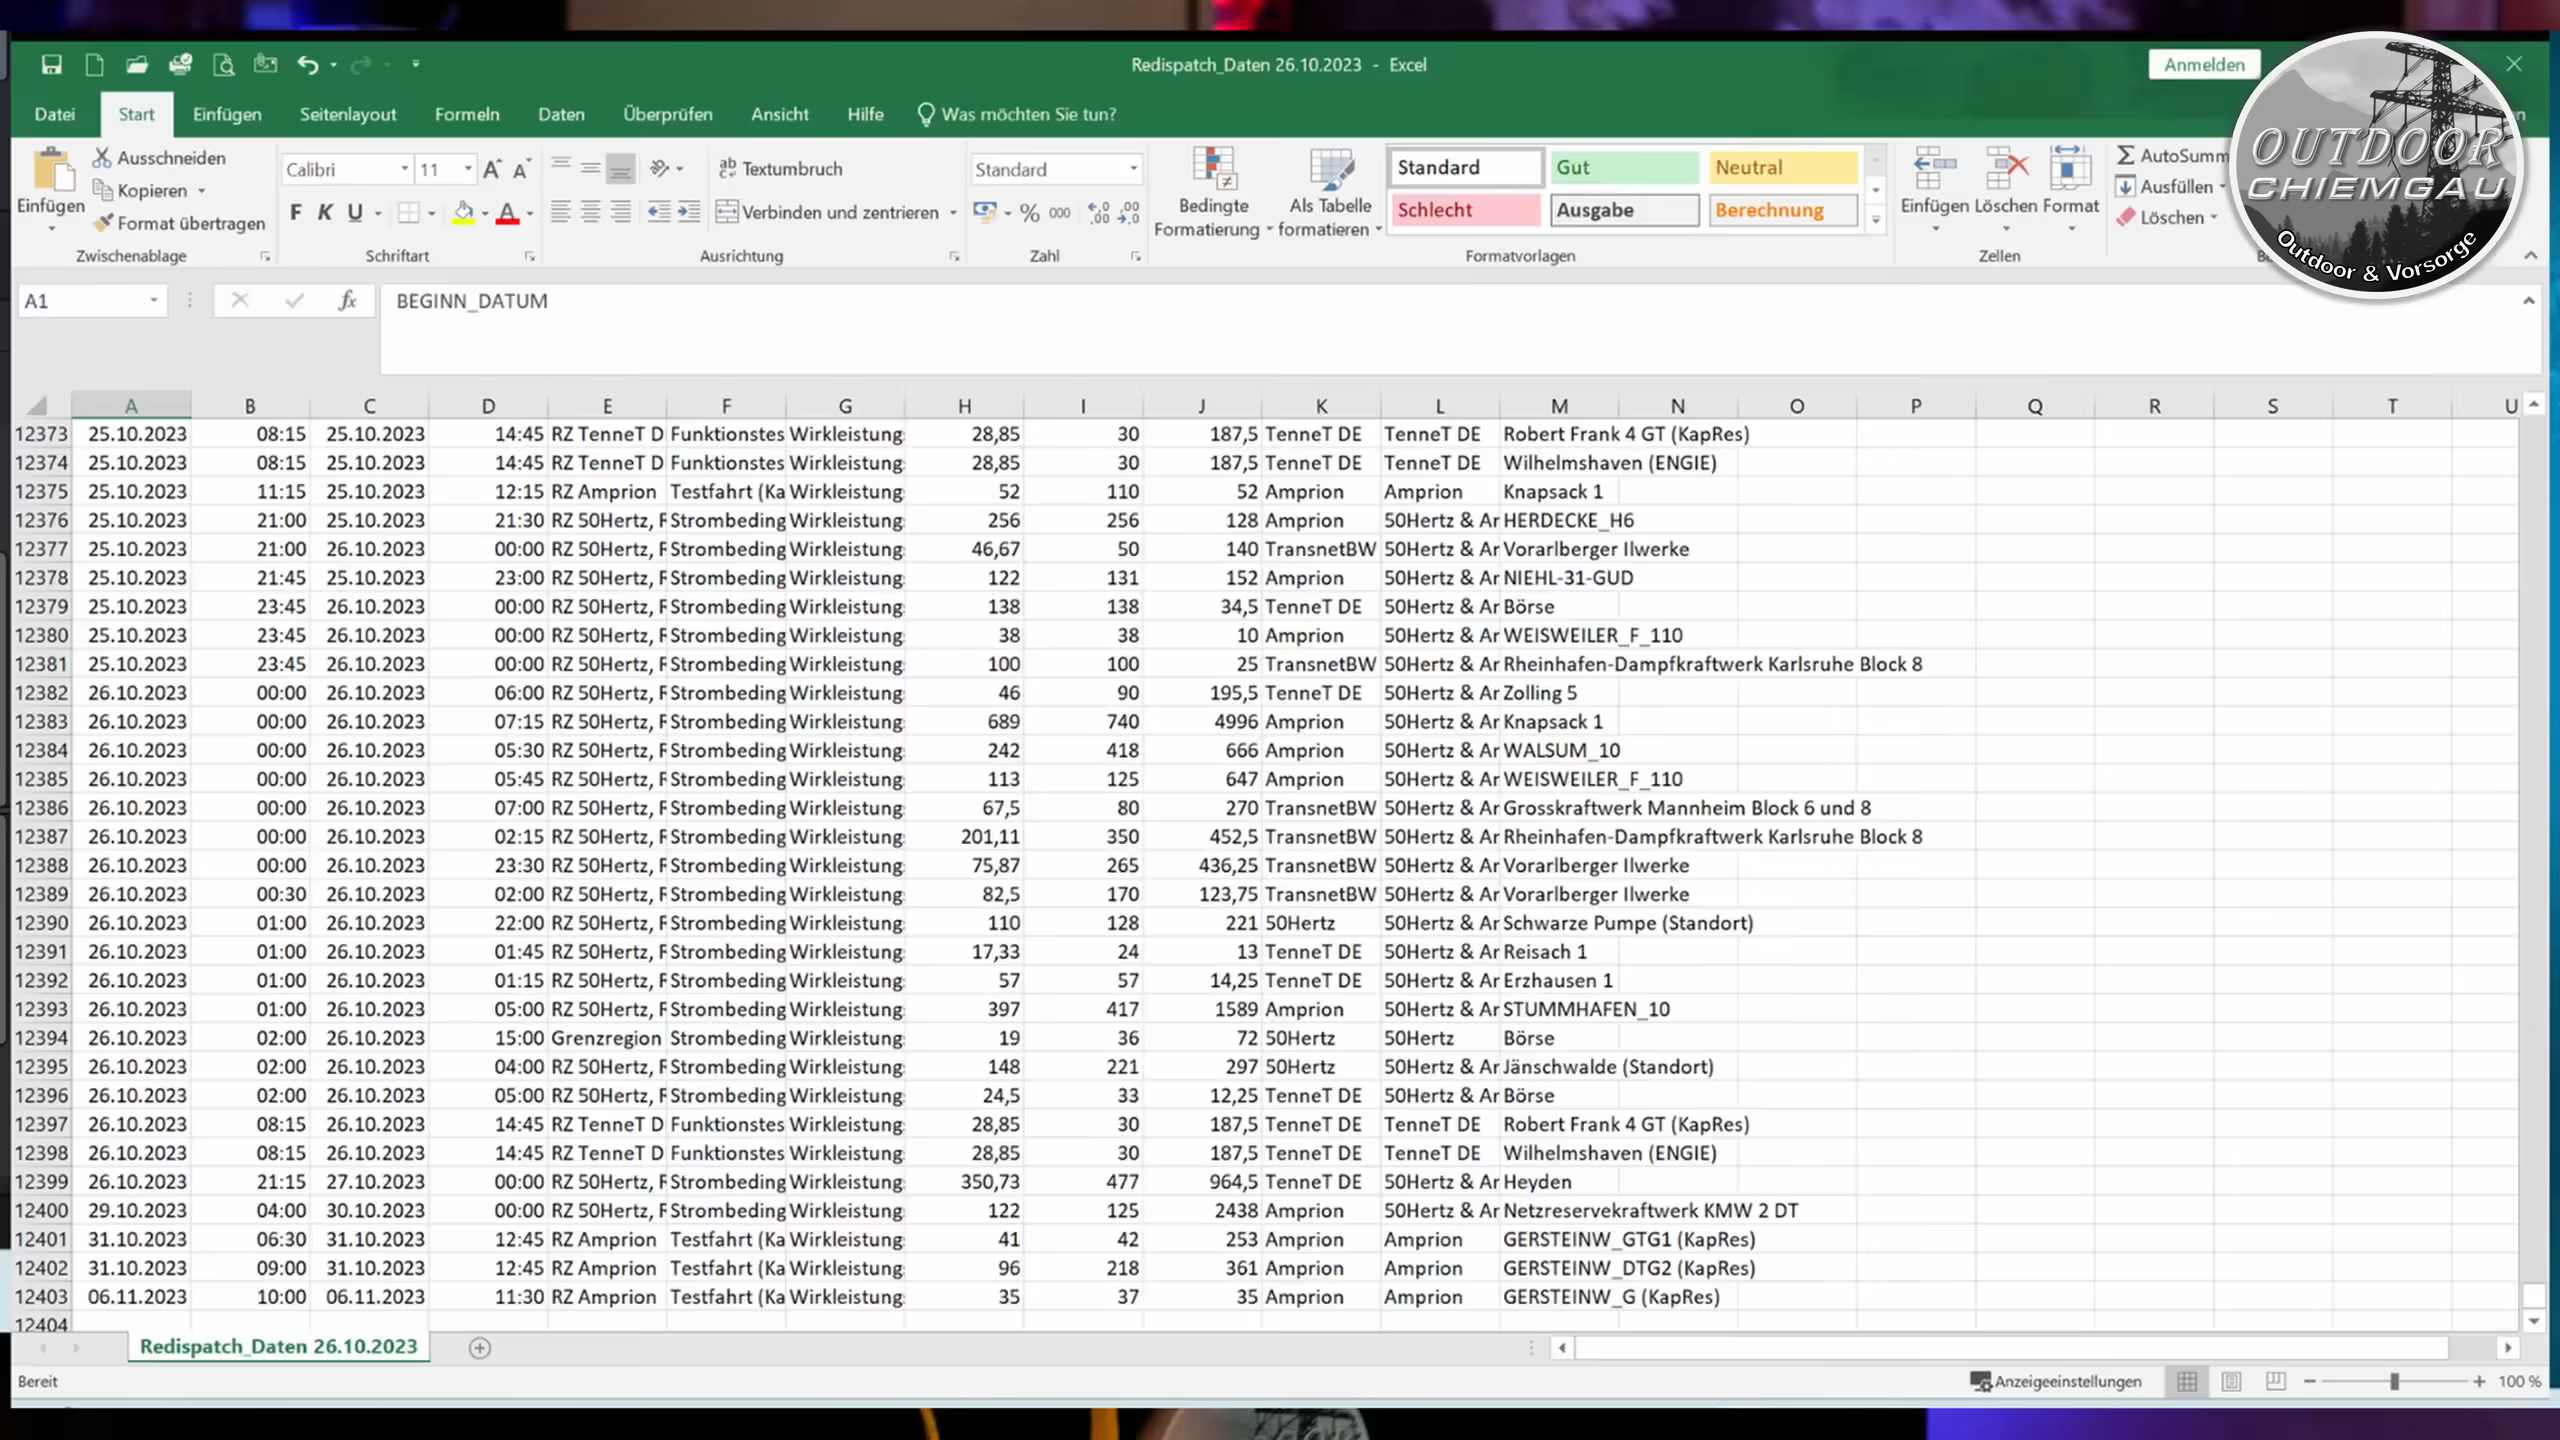 Redispatch_Daten 26.10.2023 - Excel
Anmelden
Datei Start Einfügen Seitenlayout Formeln Daten Überprüfen Ansicht Hilfe Was möchten Sie tun?
Einfügen
Ausschneiden
Kopieren
Format übertragen
Zwischenablage
Calibri 11
F K U
Schriftart
Textumbruch
Verbinden und zentrieren
Ausrichtung
Standard
% 000
Zahl
Bedingte Formatierung
Als Tabelle formatieren
Standard Gut Neutral
Schlecht Ausgabe Berechnung
Formatvorlagen
Einfügen Löschen Format
Zellen
AutoSumm
Ausfüllen
Löschen
OUTDOOR
CHIEMGAU
Outdoor & Vorsorge
A1 fx BEGINN_DATUM
A B C D E F G H I J K L M N O P Q R S T U
12373 25.10.2023 08:15 25.10.2023 14:45 RZ TenneT D Funktionstes Wirkleistung 28,85 30 187,5 TenneT DE TenneT DE Robert Frank 4 GT (KapRes)
12374 25.10.2023 08:15 25.10.2023 14:45 RZ TenneT D Funktionstes Wirkleistung 28,85 30 187,5 TenneT DE TenneT DE Wilhelmshaven (ENGIE)
12375 25.10.2023 11:15 25.10.2023 12:15 RZ Amprion Testfahrt (Ka Wirkleistung 52 110 52 Amprion Amprion Knapsack 1
12376 25.10.2023 21:00 25.10.2023 21:30 RZ 50Hertz, F Strombeding Wirkleistung 256 256 128 Amprion 50Hertz & Ar HERDECKE_H6
12377 25.10.2023 21:00 26.10.2023 00:00 RZ 50Hertz, F Strombeding Wirkleistung 46,67 50 140 TransnetBW 50Hertz & Ar Vorarlberger Ilwerke
12378 25.10.2023 21:45 25.10.2023 23:00 RZ 50Hertz, F Strombeding Wirkleistung 122 131 152 Amprion 50Hertz & Ar NIEHL-31-GUD
12379 25.10.2023 23:45 26.10.2023 00:00 RZ 50Hertz, F Strombeding Wirkleistung 138 138 34,5 TenneT DE 50Hertz & Ar Börse
12380 25.10.2023 23:45 26.10.2023 00:00 RZ 50Hertz, F Strombeding Wirkleistung 38 38 10 Amprion 50Hertz & Ar WEISWEILER_F_110
12381 25.10.2023 23:45 26.10.2023 00:00 RZ 50Hertz, F Strombeding Wirkleistung 100 100 25 TransnetBW 50Hertz & Ar Rheinhafen-Dampfkraftwerk Karlsruhe Block 8
12382 26.10.2023 00:00 26.10.2023 06:00 RZ 50Hertz, F Strombeding Wirkleistung 46 90 195,5 TenneT DE 50Hertz & Ar Zolling 5
12383 26.10.2023 00:00 26.10.2023 07:15 RZ 50Hertz, F Strombeding Wirkleistung 689 740 4996 Amprion 50Hertz & Ar Knapsack 1
12384 26.10.2023 00:00 26.10.2023 05:30 RZ 50Hertz, F Strombeding Wirkleistung 242 418 666 Amprion 50Hertz & Ar WALSUM_10
12385 26.10.2023 00:00 26.10.2023 05:45 RZ 50Hertz, F Strombeding Wirkleistung 113 125 647 Amprion 50Hertz & Ar WEISWEILER_F_110
12386 26.10.2023 00:00 26.10.2023 07:00 RZ 50Hertz, F Strombeding Wirkleistung 67,5 80 270 TransnetBW 50Hertz & Ar Grosskraftwerk Mannheim Block 6 und 8
12387 26.10.2023 00:00 26.10.2023 02:15 RZ 50Hertz, F Strombeding Wirkleistung 201,11 350 452,5 TransnetBW 50Hertz & Ar Rheinhafen-Dampfkraftwerk Karlsruhe Block 8
12388 26.10.2023 00:00 26.10.2023 23:30 RZ 50Hertz, F Strombeding Wirkleistung 75,87 265 436,25 TransnetBW 50Hertz & Ar Vorarlberger Ilwerke
12389 26.10.2023 00:30 26.10.2023 02:00 RZ 50Hertz, F Strombeding Wirkleistung 82,5 170 123,75 TransnetBW 50Hertz & Ar Vorarlberger Ilwerke
12390 26.10.2023 01:00 26.10.2023 22:00 RZ 50Hertz, F Strombeding Wirkleistung 110 128 221 50Hertz 50Hertz & Ar Schwarze Pumpe (Standort)
12391 26.10.2023 01:00 26.10.2023 01:45 RZ 50Hertz, F Strombeding Wirkleistung 17,33 24 13 TenneT DE 50Hertz & Ar Reisach 1
12392 26.10.2023 01:00 26.10.2023 01:15 RZ 50Hertz, F Strombeding Wirkleistung 57 57 14,25 TenneT DE 50Hertz & Ar Erzhausen 1
12393 26.10.2023 01:00 26.10.2023 05:00 RZ 50Hertz, F Strombeding Wirkleistung 397 417 1589 Amprion 50Hertz & Ar STUMMHAFEN_10
12394 26.10.2023 02:00 26.10.2023 15:00 Grenzregion Strombeding Wirkleistung 19 36 72 50Hertz 50Hertz Börse
12395 26.10.2023 02:00 26.10.2023 04:00 RZ 50Hertz, F Strombeding Wirkleistung 148 221 297 50Hertz 50Hertz & Ar Jänschwalde (Standort)
12396 26.10.2023 02:00 26.10.2023 05:00 RZ 50Hertz, F Strombeding Wirkleistung 24,5 33 12,25 TenneT DE 50Hertz & Ar Börse
12397 26.10.2023 08:15 26.10.2023 14:45 RZ TenneT D Funktionstes Wirkleistung 28,85 30 187,5 TenneT DE TenneT DE Robert Frank 4 GT (KapRes)
12398 26.10.2023 08:15 26.10.2023 14:45 RZ TenneT D Funktionstes Wirkleistung 28,85 30 187,5 TenneT DE TenneT DE Wilhelmshaven (ENGIE)
12399 26.10.2023 21:15 27.10.2023 00:00 RZ 50Hertz, F Strombeding Wirkleistung 350,73 477 964,5 TenneT DE 50Hertz & Ar Heyden
12400 29.10.2023 04:00 30.10.2023 00:00 RZ 50Hertz, F Strombeding Wirkleistung 122 125 2438 Amprion 50Hertz & Ar Netzreservekraftwerk KMW 2 DT
12401 31.10.2023 06:30 31.10.2023 12:45 RZ Amprion Testfahrt (Ka Wirkleistung 41 42 253 Amprion Amprion GERSTEINW_GTG1 (KapRes)
12402 31.10.2023 09:00 31.10.2023 12:45 RZ Amprion Testfahrt (Ka Wirkleistung 96 218 361 Amprion Amprion GERSTEINW_DTG2 (KapRes)
12403 06.11.2023 10:00 06.11.2023 11:30 RZ Amprion Testfahrt (Ka Wirkleistung 35 37 35 Amprion Amprion GERSTEINW_G (KapRes)
12404
Redispatch_Daten 26.10.2023
Bereit
Anzeigeeinstellungen
100 %